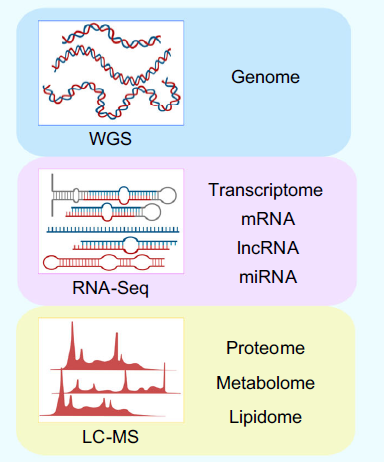 WGS
Genome
RNA-Seq
Transcriptome
mRNA
lncRNA
miRNA
LC-MS
Proteome
Metabolome
Lipidome